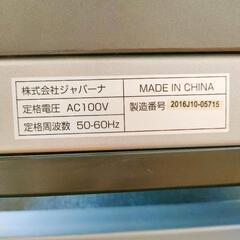 株式会社ジャバーナ
MADE IN CHINA
定格電圧 AC100V
製造番号 2016J10-05715
定格周波数 50-60Hz